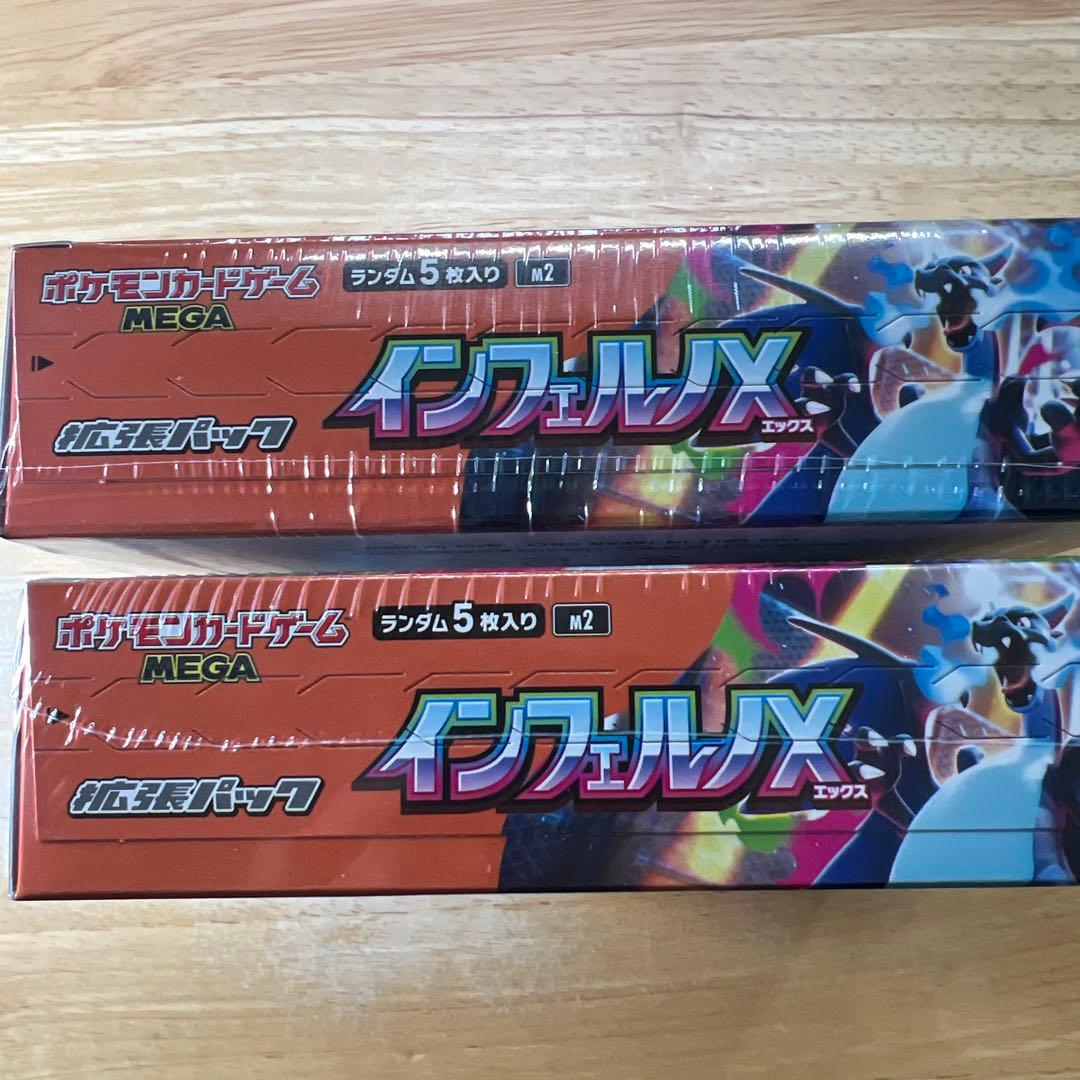 ポケモンカードゲーム
MEGA
ランダム5枚入り
M2
インフェルノX
エックス
拡張パック
ポケモンカードゲーム
MEGA
ランダム5枚入り
M2
インフェルノX
エックス
拡張パック